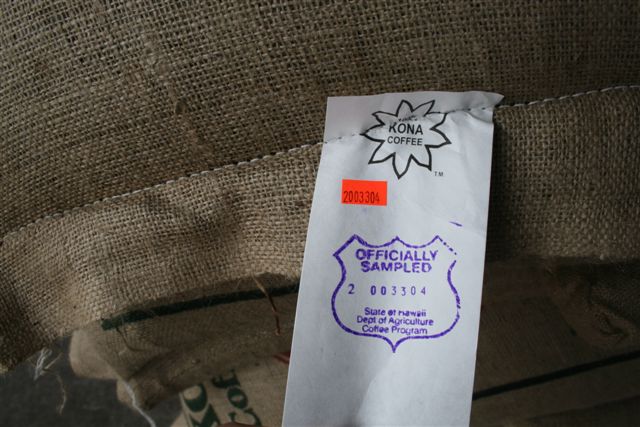 KONA
COFFEE
TM
2003304
OFFICIALLY
SAMPLED
2 003304
State of Hawaii
Dept of Agriculture
Coffee Program